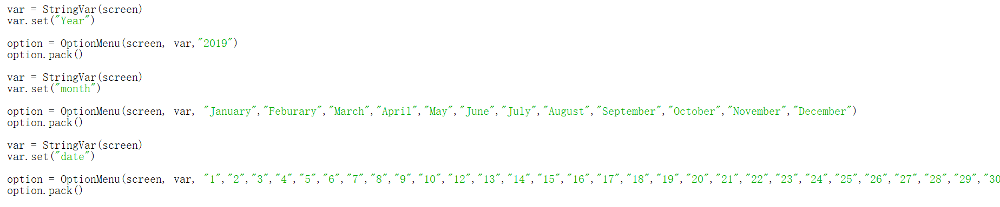 var = StringVar(screen)
var.set("Year")
option = OptionMenu(screen, var,"2019")
option.pack()
var = StringVar(screen)
var.set("month")
option = OptionMenu(screen, var, "January","Feburary","March","April","May","June","July","August","September","October","November","December")
option.pack()
var = StringVar(screen)
var.set("date")
option = OptionMenu(screen, var, "1","2","3","4","5","6","7","8","9","10","12","13","14","15","16","17","18","19","20","21","22","23","24","25","26","27","28","29","30
option.pack()